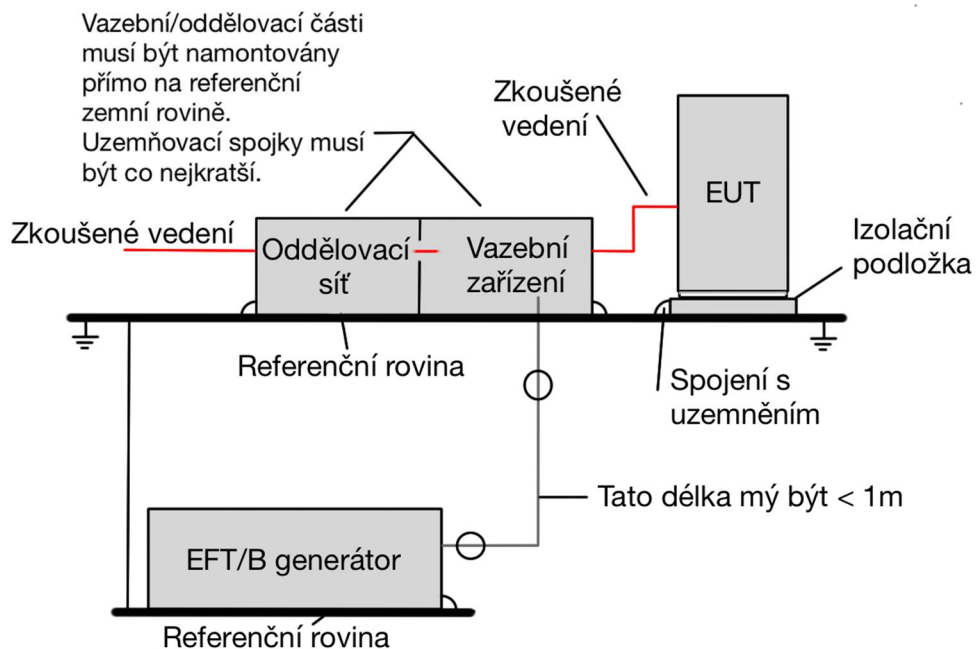 Vazební/oddělovací části
musí být namontovány
přímo na referenční
zemní rovině.
Uzemňovací spojky musí
být co nejkratší.
Zkoušené
vedení
EUT
Zkoušené vedení
Oddělovací
síť
Vazební
zařízení
Izolační
podložka
Referenční rovina
Spojení s
uzemněním
Tato délka mý být < 1m
EFT/B generátor
Referenční rovina